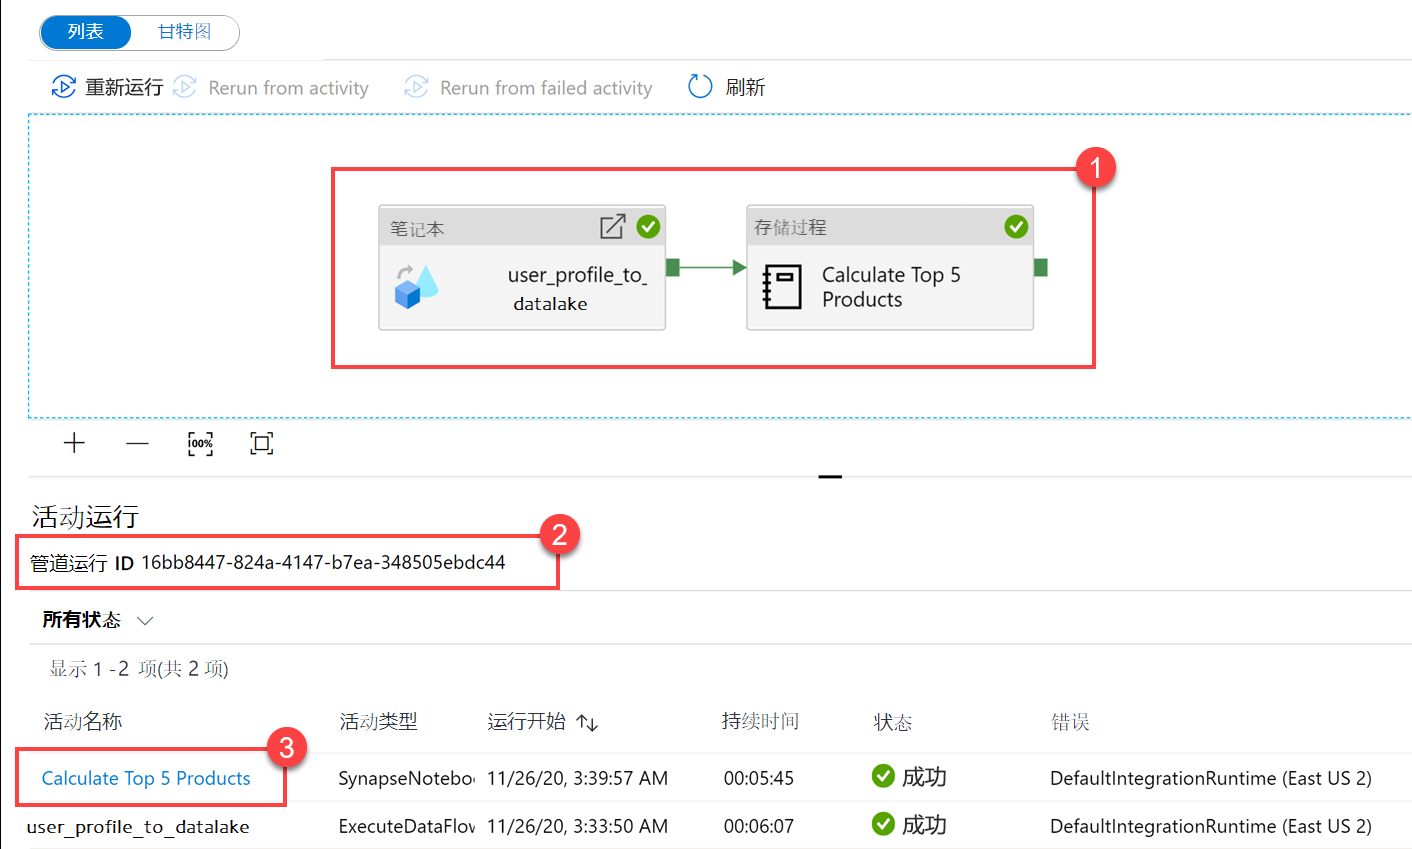 列表 甘特图
重新运行 Rerun from activity Rerun from failed activity 刷新
1
笔记本 存储过程
user_profile_to_ Calculate Top 5
datalake Products
100%
活动运行
2
管道运行 ID 16bb8447-824a-4147-b7ea-348505ebdc44
所有状态
显示 1 -2 项(共 2 项)
活动名称 活动类型 运行开始 持续时间 状态 错误
3
Calculate Top 5 Products SynapseNoteboo 11/26/20, 3:39:57 AM 00:05:45 成功 DefaultIntegrationRuntime (East US 2)
user_profile_to_datalake ExecuteDataFlow 11/26/20, 3:33:50 AM 00:06:07 成功 DefaultIntegrationRuntime (East US 2)